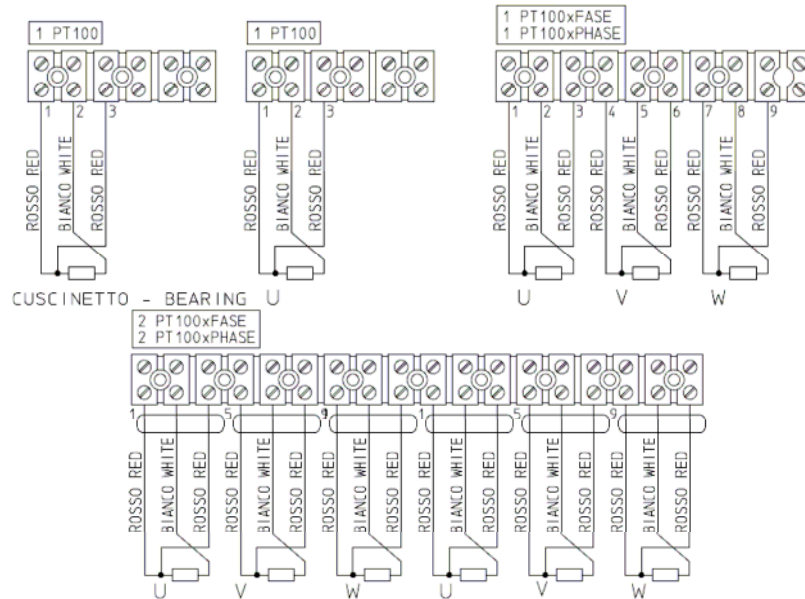 1 PT100
1 PT100
1 PT100xFASE
1 PT100xPHASE
1 2 3
1 2 3
1 2 3 4 5 6 7 8 9
ROSSO RED
BIANCO WHITE
ROSSO RED
ROSSO RED
BIANCO WHITE
ROSSO RED
ROSSO RED
BIANCO WHITE
ROSSO RED
ROSSO RED
BIANCO WHITE
ROSSO RED
ROSSO RED
BIANCO WHITE
ROSSO RED
CUSCINETTO - BEARING
U
U
V
W
2 PT100xFASE
2 PT100xPHASE
1 5 9 1 5 9
ROSSO RED
BIANCO WHITE
ROSSO RED
ROSSO RED
BIANCO WHITE
ROSSO RED
ROSSO RED
BIANCO WHITE
ROSSO RED
ROSSO RED
BIANCO WHITE
ROSSO RED
ROSSO RED
BIANCO WHITE
ROSSO RED
ROSSO RED
BIANCO WHITE
ROSSO RED
U
V
W
U
V
W